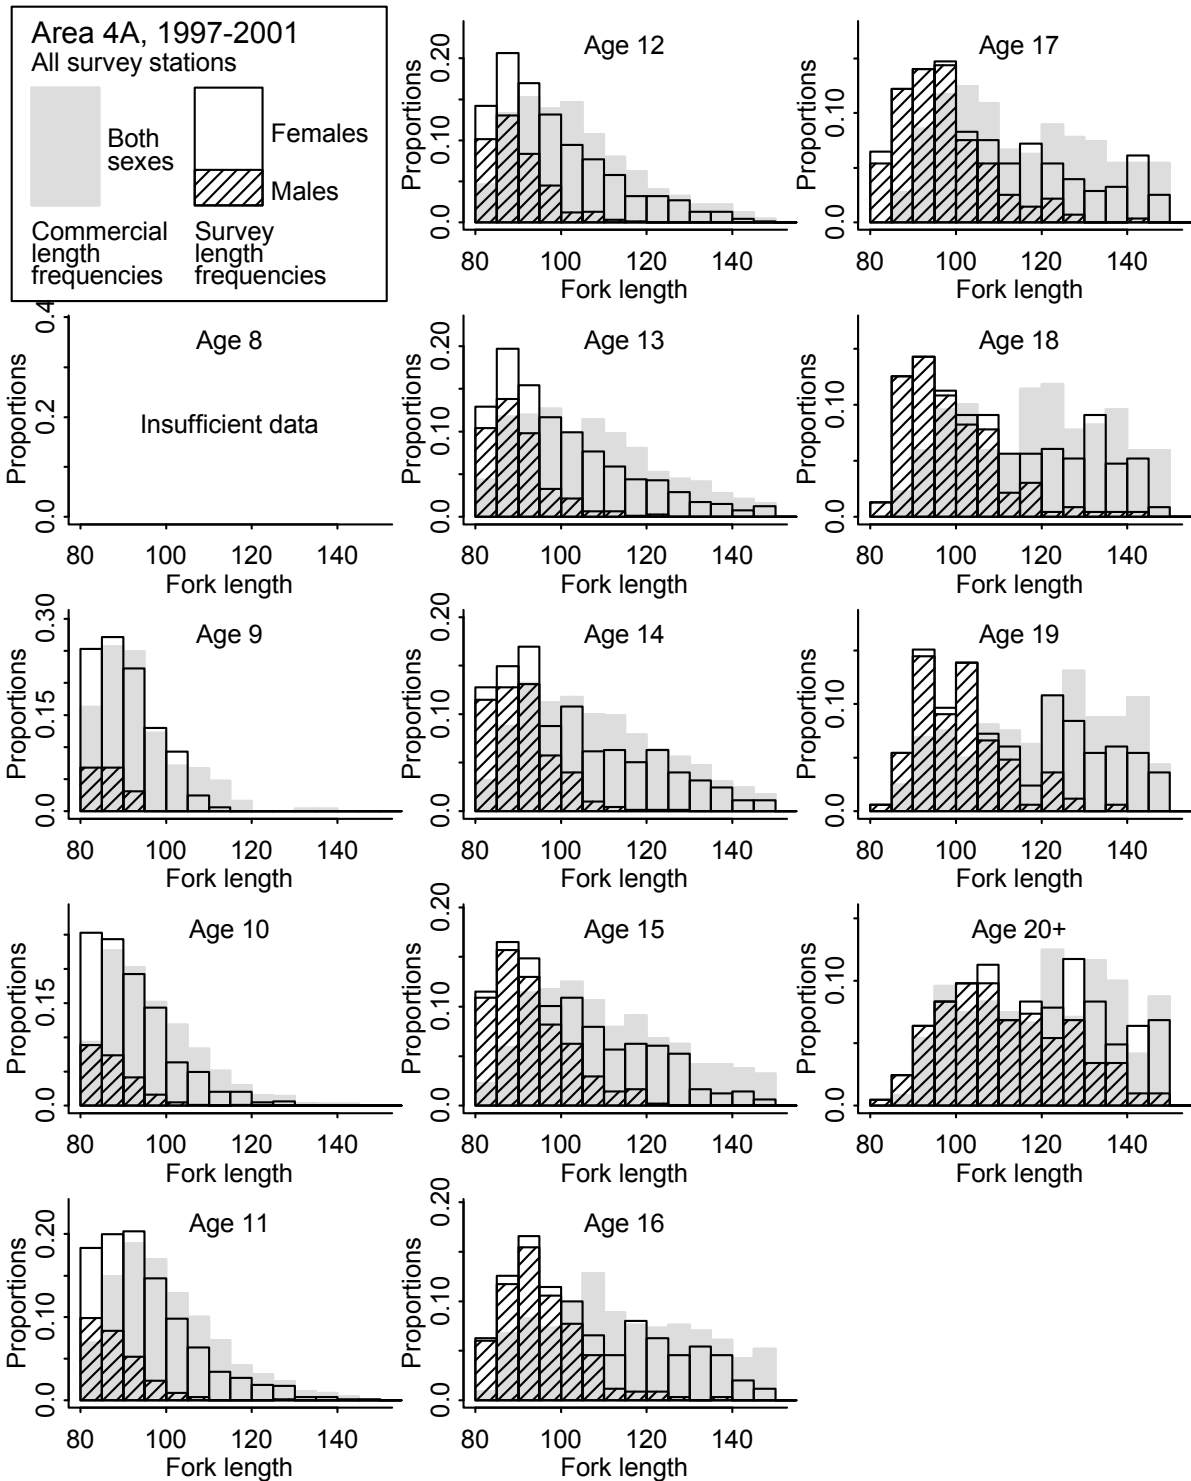 Area 4A, 1997-2001
All survey stations
Both
sexes
Females
Males
Commercial
length
frequencies
Survey
length
frequencies
Age 8
Insufficient data
Proportions
0.0 0.2 0.4
80 100 120 140
Fork length
Age 9
Proportions
0.0 0.15 0.30
80 100 120 140
Fork length
Age 10
Proportions
0.0 0.15
80 100 120 140
Fork length
Age 11
Proportions
0.0 0.10 0.20
80 100 120 140
Fork length
Age 12
Proportions
0.0 0.10 0.20
80 100 120 140
Fork length
Age 13
Proportions
0.0 0.10 0.20
80 100 120 140
Fork length
Age 14
Proportions
0.0 0.10 0.20
80 100 120 140
Fork length
Age 15
Proportions
0.0 0.10 0.20
80 100 120 140
Fork length
Age 16
Proportions
0.0 0.10 0.20
80 100 120 140
Fork length
Age 17
Proportions
0.0 0.10
80 100 120 140
Fork length
Age 18
Proportions
0.0 0.10
80 100 120 140
Fork length
Age 19
Proportions
0.0 0.10
80 100 120 140
Fork length
Age 20+
Proportions
0.0 0.10
80 100 120 140
Fork length